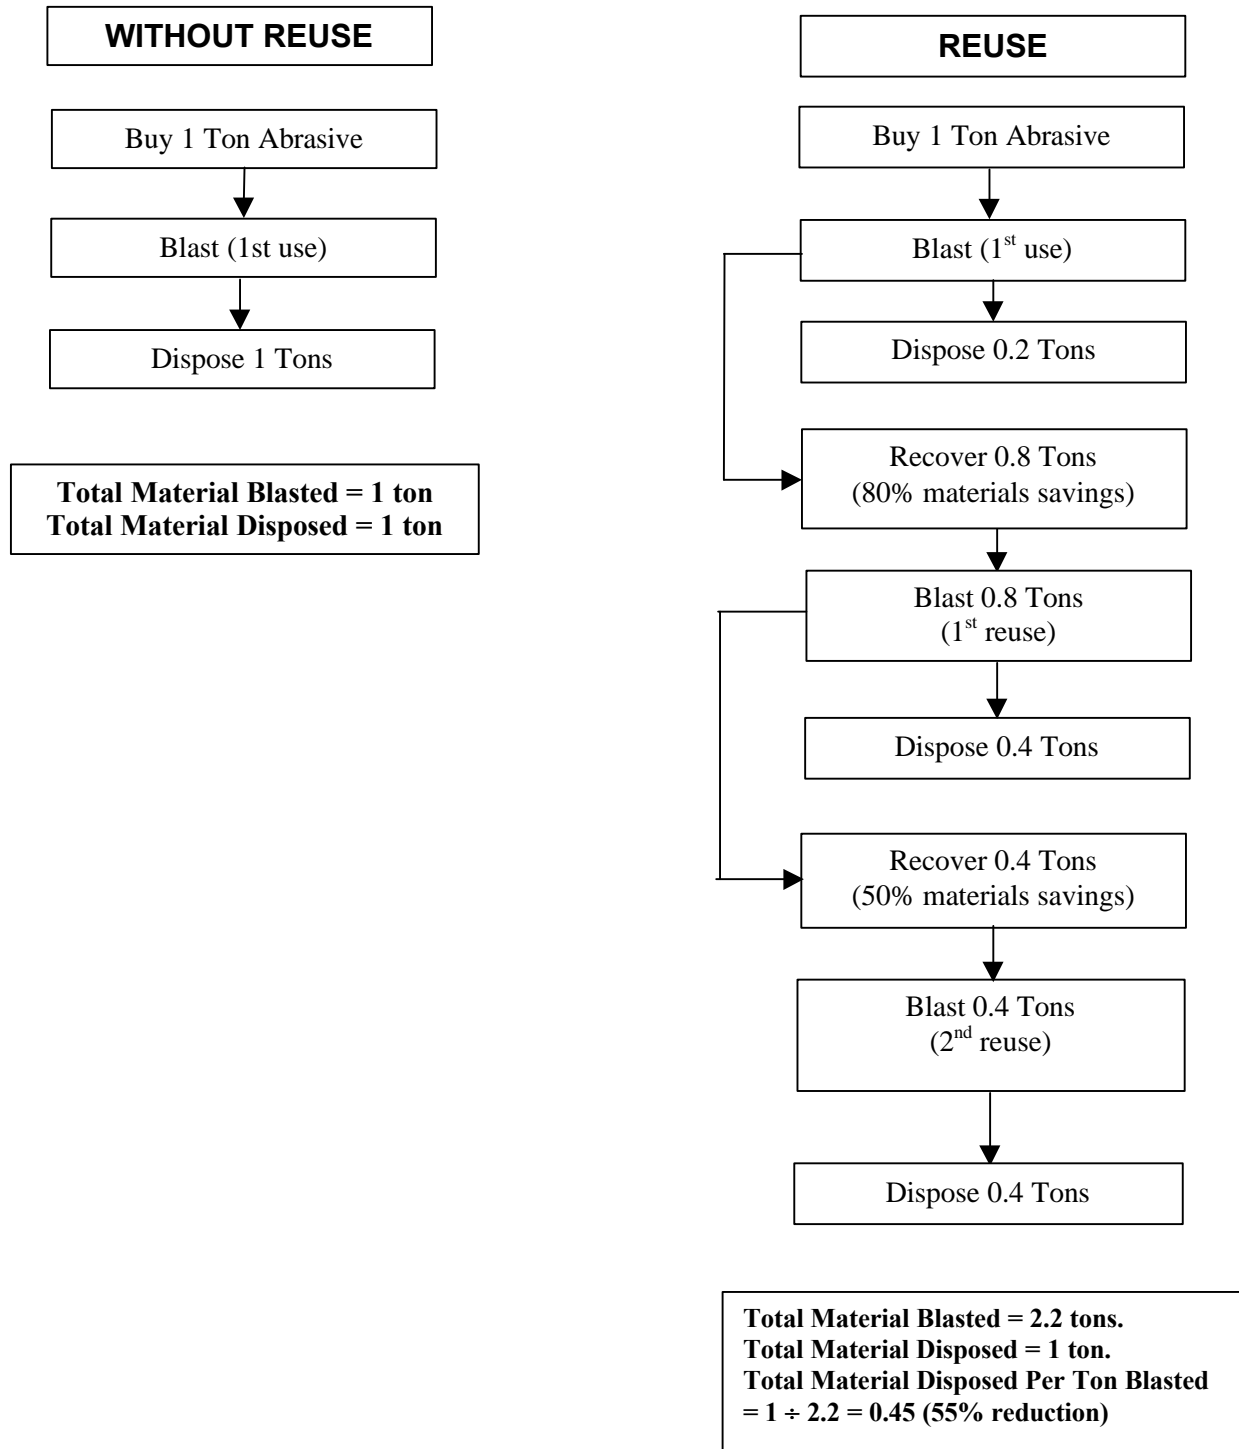 WITHOUT REUSE
Buy 1 Ton Abrasive
Blast (1st use)
Dispose 1 Tons
Total Material Blasted = 1 ton
Total Material Disposed = 1 ton
REUSE
Buy 1 Ton Abrasive
Blast (1st use)
Dispose 0.2 Tons
Recover 0.8 Tons
(80% materials savings)
Blast 0.8 Tons
(1st reuse)
Dispose 0.4 Tons
Recover 0.4 Tons
(50% materials savings)
Blast 0.4 Tons
(2nd reuse)
Dispose 0.4 Tons
Total Material Blasted = 2.2 tons.
Total Material Disposed = 1 ton.
Total Material Disposed Per Ton Blasted
= 1 ÷ 2.2 = 0.45 (55% reduction)